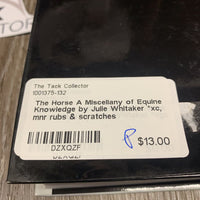 The Tack Collector
1001375-132
The Horse A Miscellany of Equine
Knowledge by Julie Whitaker *xc,
mnr rubs & scratches
$13.00
DZXQZF